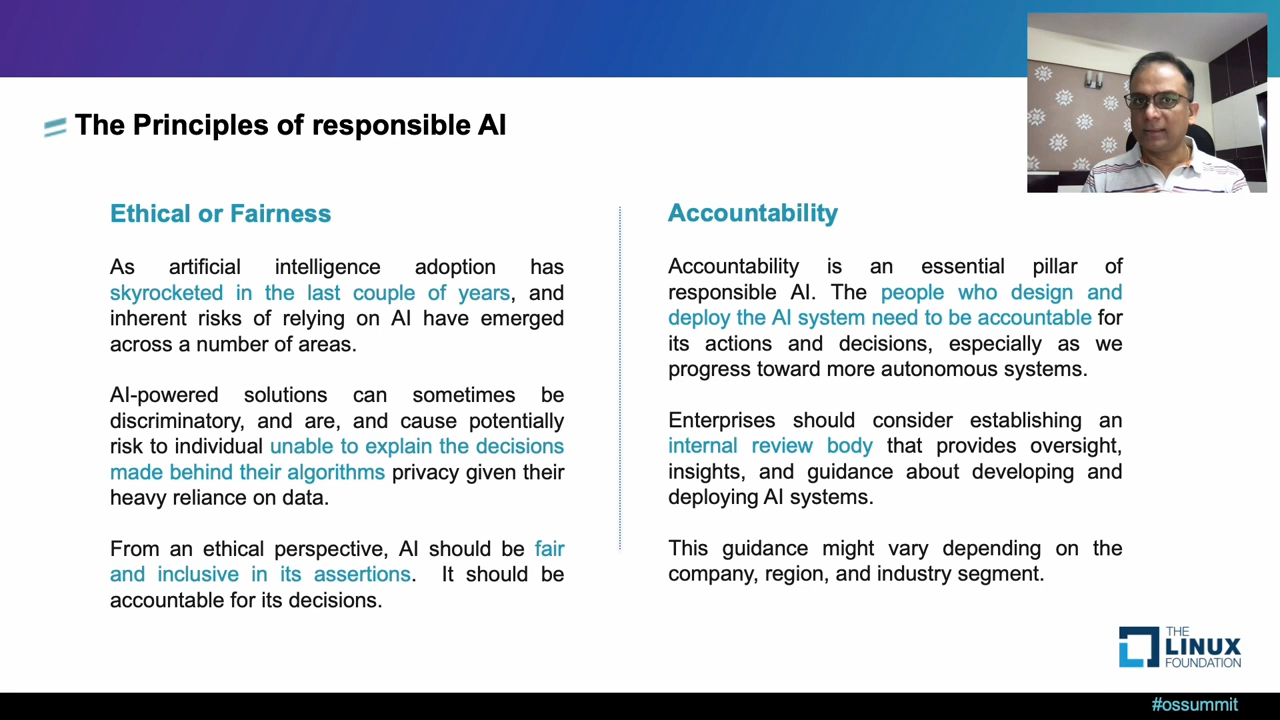 The Principles of responsible AI
Ethical or Fairness
As artificial intelligence adoption has
skyrocketed in the last couple of years, and
inherent risks of relying on AI have emerged
across a number of areas.
AI-powered solutions can sometimes be
discriminatory, and are, and cause potentially
risk to individual unable to explain the decisions
made behind their algorithms privacy given their
heavy reliance on data.
From an ethical perspective, AI should be fair
and inclusive in its assertions. It should be
accountable for its decisions.
Accountability
Accountability is an essential pillar of
responsible AI. The people who design and
deploy the AI system need to be accountable for
its actions and decisions, especially as we
progress toward more autonomous systems.
Enterprises should consider establishing an
internal review body that provides oversight,
insights, and guidance about developing and
deploying AI systems.
This guidance might vary depending on the
company, region, and industry segment.
THE
LINUX
FOUNDATION
#ossummit